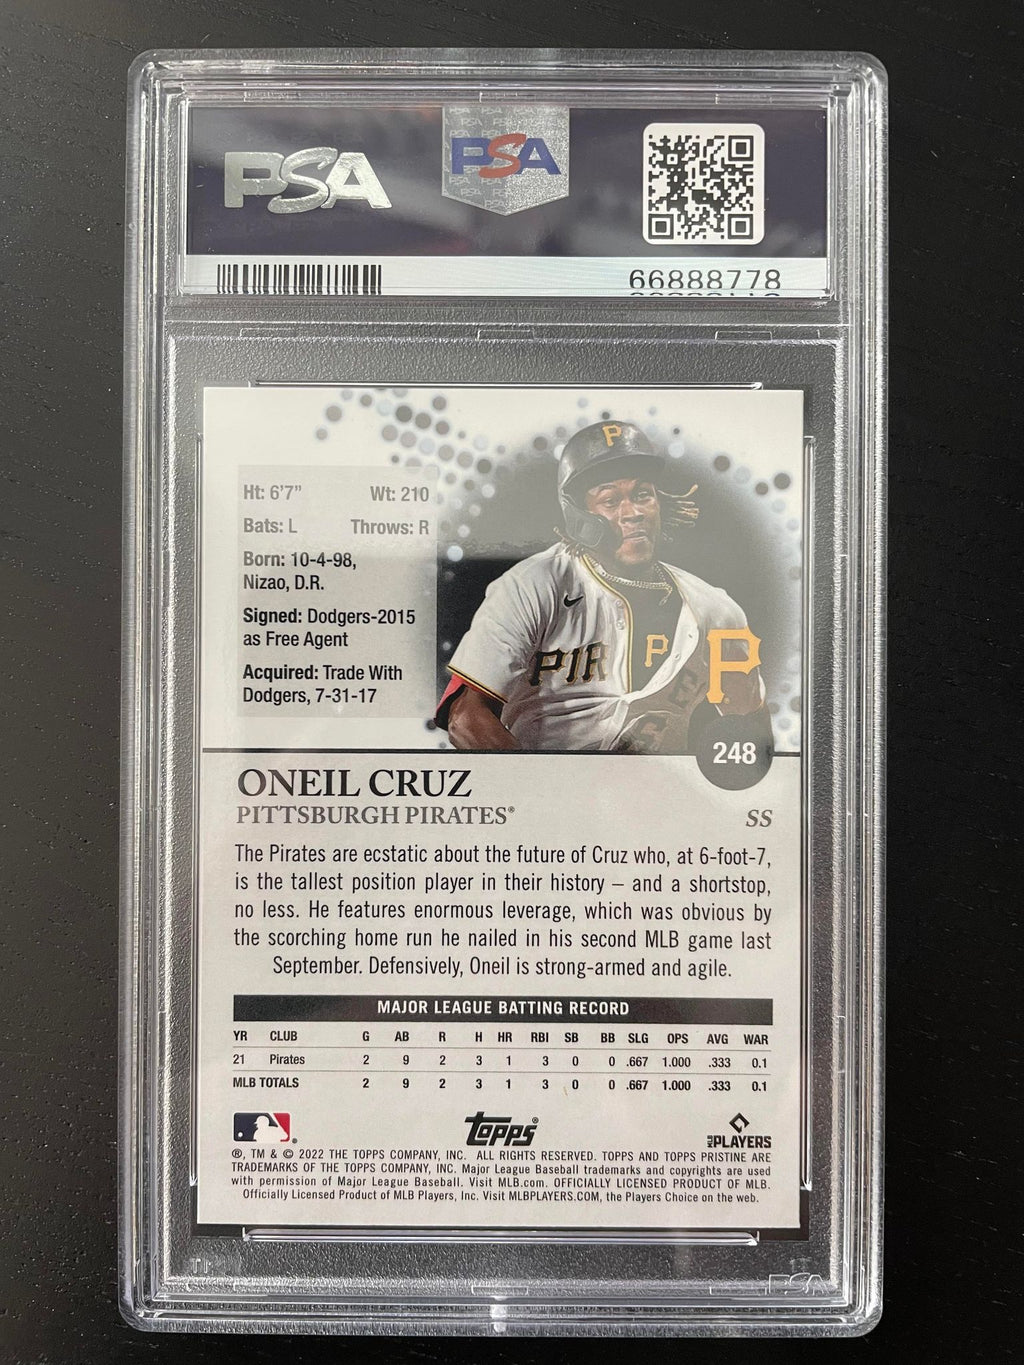 PSA
PSA
66888778
Ht: 6'7" Wt: 210
Bats: L Throws: R
Born: 10-4-98,
Nizao, D.R.
Signed: Dodgers-2015
as Free Agent
Acquired: Trade With
Dodgers, 7-31-17
P
PIR
P
P
248
ONEIL CRUZ
PITTSBURGH PIRATES®
SS
The Pirates are ecstatic about the future of Cruz who, at 6-foot-7,
is the tallest position player in their history – and a shortstop,
no less. He features enormous leverage, which was obvious by
the scorching home run he nailed in his second MLB game last
September. Defensively, Oneil is strong-armed and agile.
MAJOR LEAGUE BATTING RECORD
YR CLUB G AB R H HR RBI SB BB SLG OPS AVG WAR
21 Pirates 2 9 2 3 1 3 0 0 .667 1.000 .333 0.1
MLB TOTALS 2 9 2 3 1 3 0 0 .667 1.000 .333 0.1
topps®
MLB PLAYERS
®, TM & © 2022 THE TOPPS COMPANY, INC. ALL RIGHTS RESERVED. TOPPS AND TOPPS PRISTINE ARE
TRADEMARKS OF THE TOPPS COMPANY, INC. Major League Baseball trademarks and copyrights are used
with permission of Major League Baseball. Visit MLB.com. OFFICIALLY LICENSED PRODUCT OF MLB.
Officially Licensed Product of MLB Players, Inc. Visit MLBPLAYERS.COM, the Players Choice on the web.
PSA